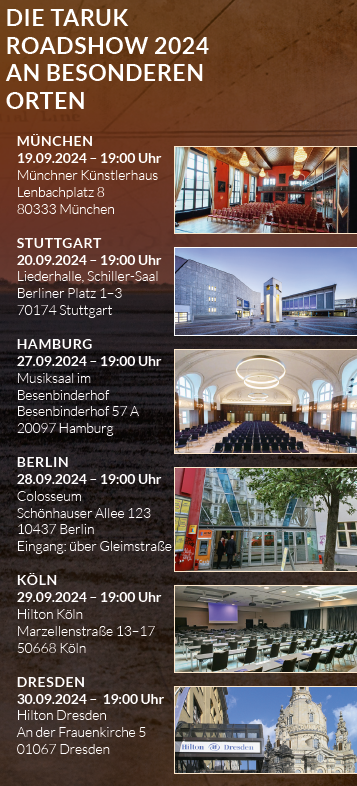 DIE TARUK
ROADSHOW 2024
AN BESONDEREN
ORTEN
MÜNCHEN
19.09.2024 – 19:00 Uhr
Münchner Künstlerhaus
Lenbachplatz 8
80333 München
STUTTGART
20.09.2024 – 19:00 Uhr
Liederhalle, Schiller-Saal
Berliner Platz 1–3
70174 Stuttgart
HAMBURG
27.09.2024 – 19:00 Uhr
Musiksaal im
Besenbinderhof
Besenbinderhof 57 A
20097 Hamburg
BERLIN
28.09.2024 – 19:00 Uhr
Colosseum
Schönhauser Allee 123
10437 Berlin
Eingang: über Gleimstraße
KÖLN
29.09.2024 – 19:00 Uhr
Hilton Köln
Marzellenstraße 13–17
50668 Köln
DRESDEN
30.09.2024 – 19:00 Uhr
Hilton Dresden
An der Frauenkirche 5
01067 Dresden
Hilton Dresden